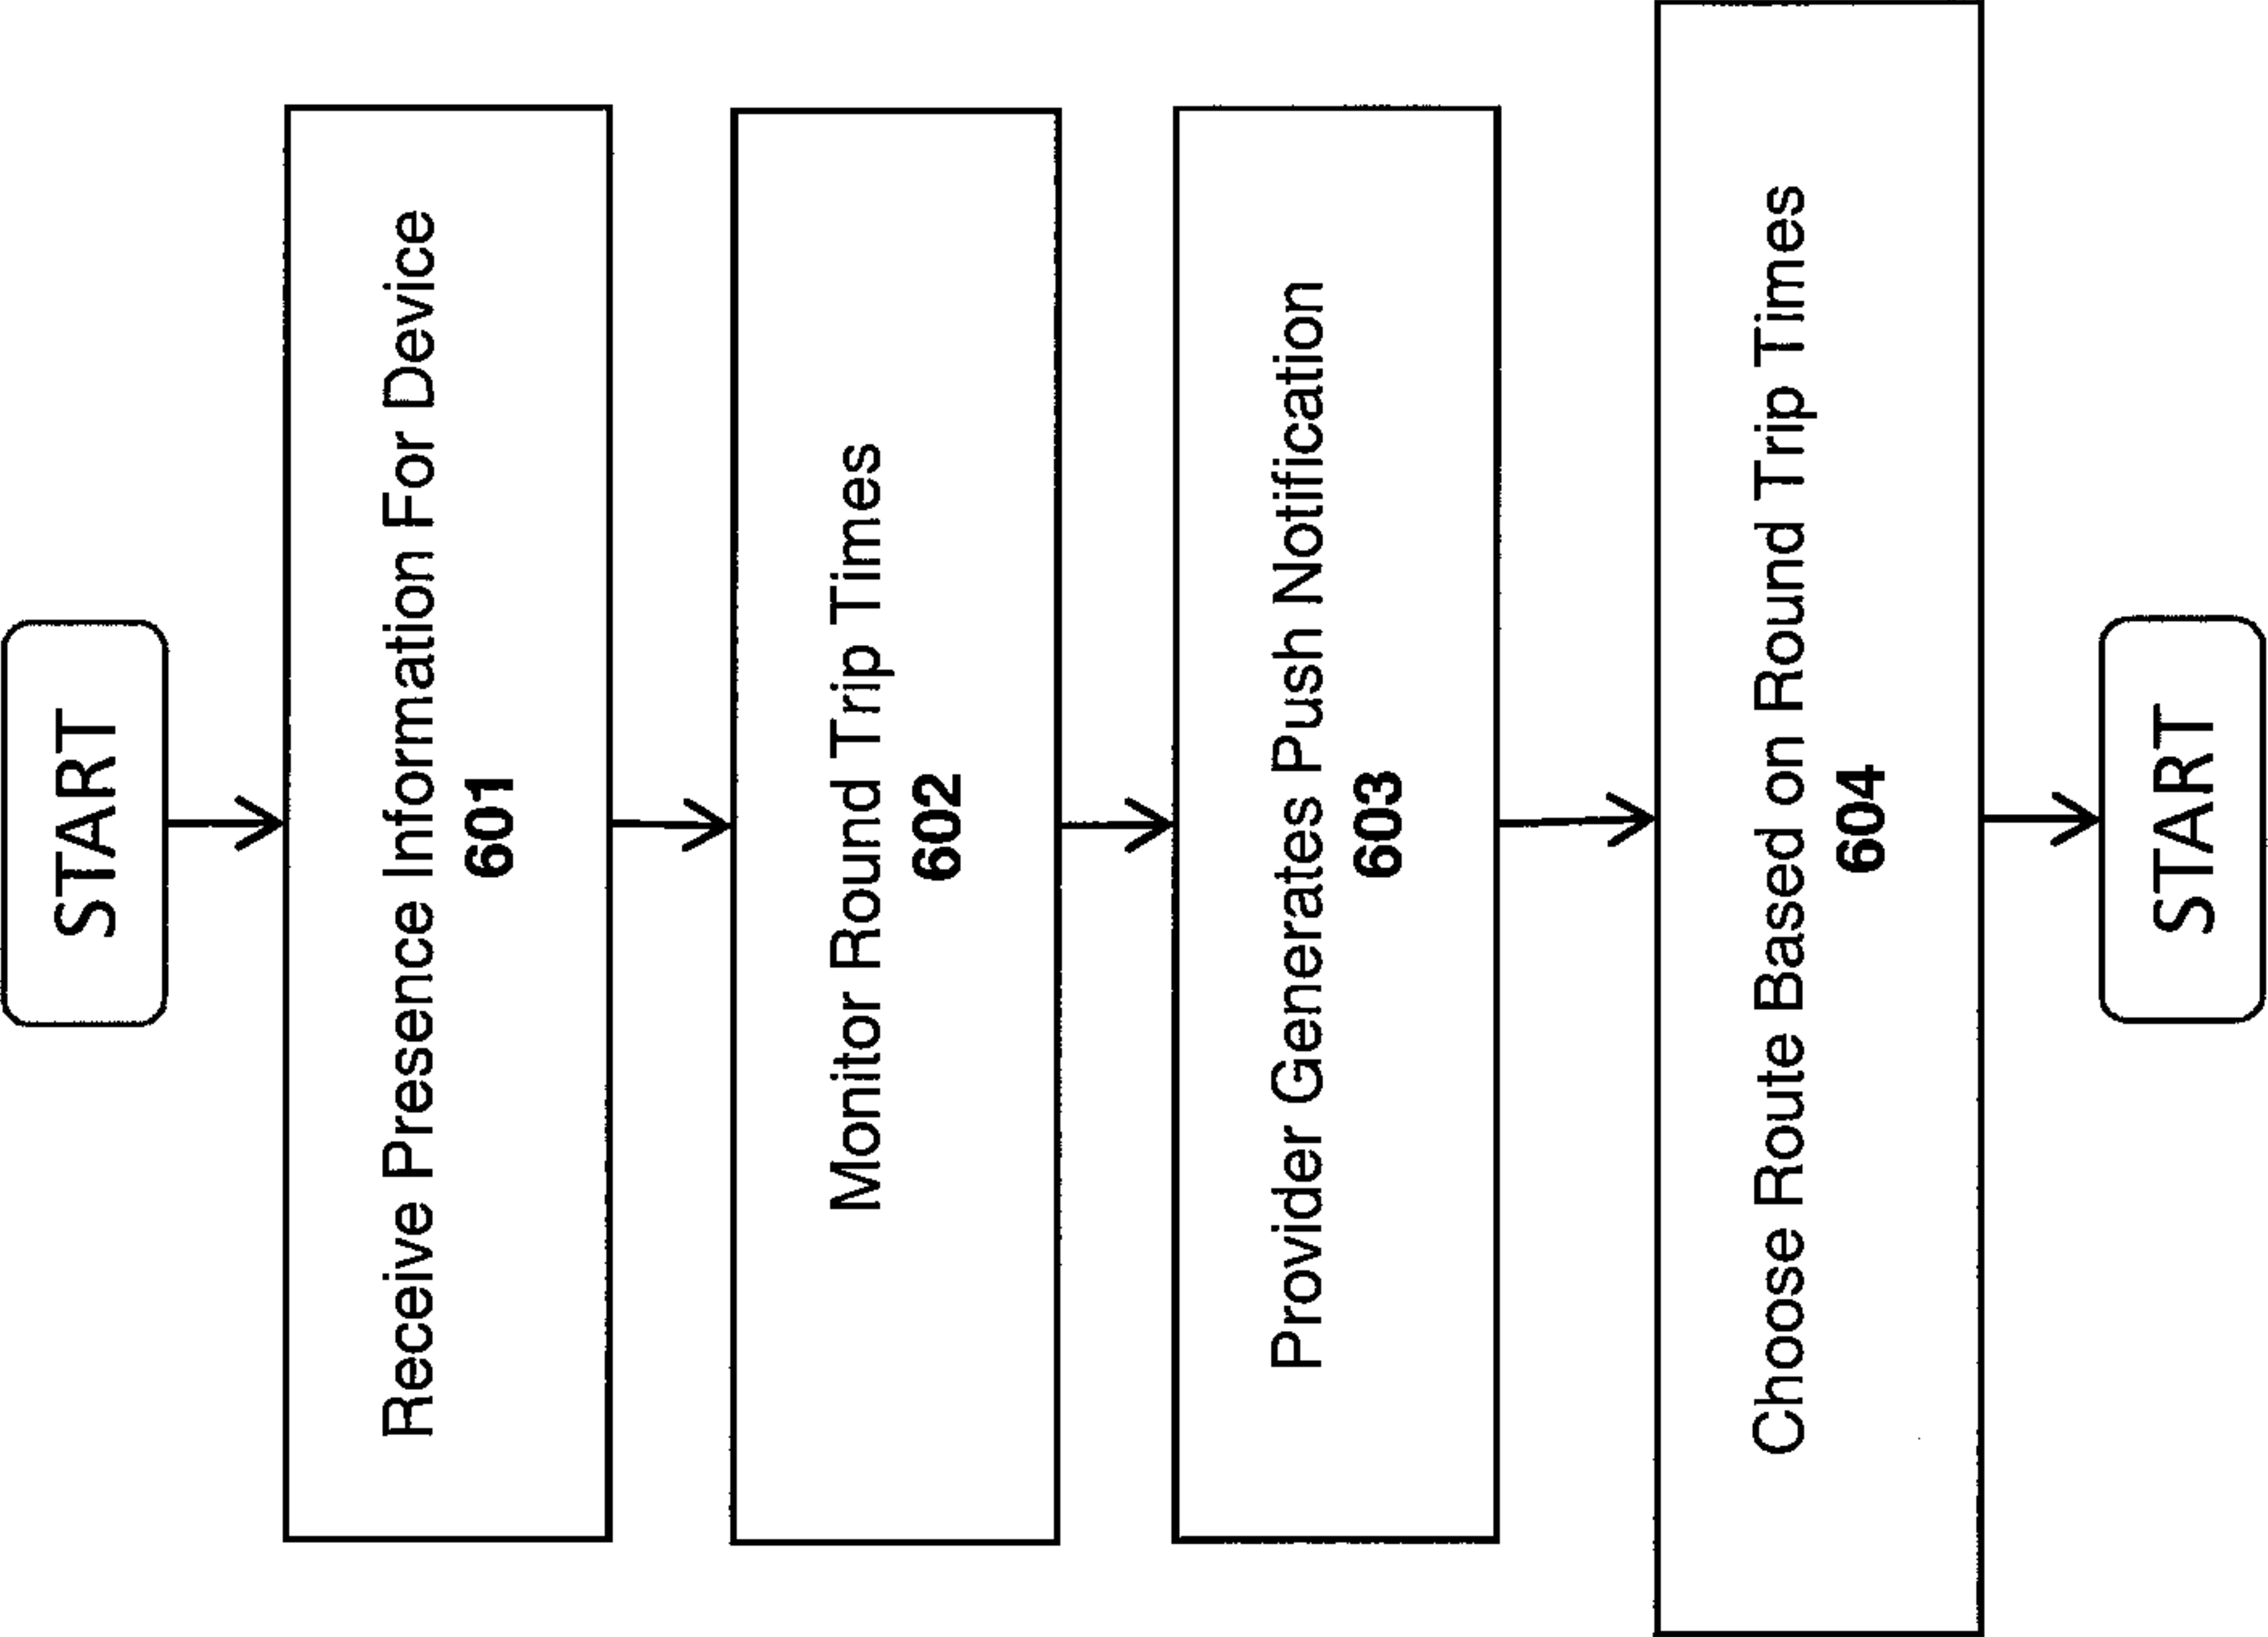 START
Receive Presence Information For Device
601
Monitor Round Trip Times
602
Provider Generates Push Notification
603
Choose Route Based on Round Trip Times
604
START